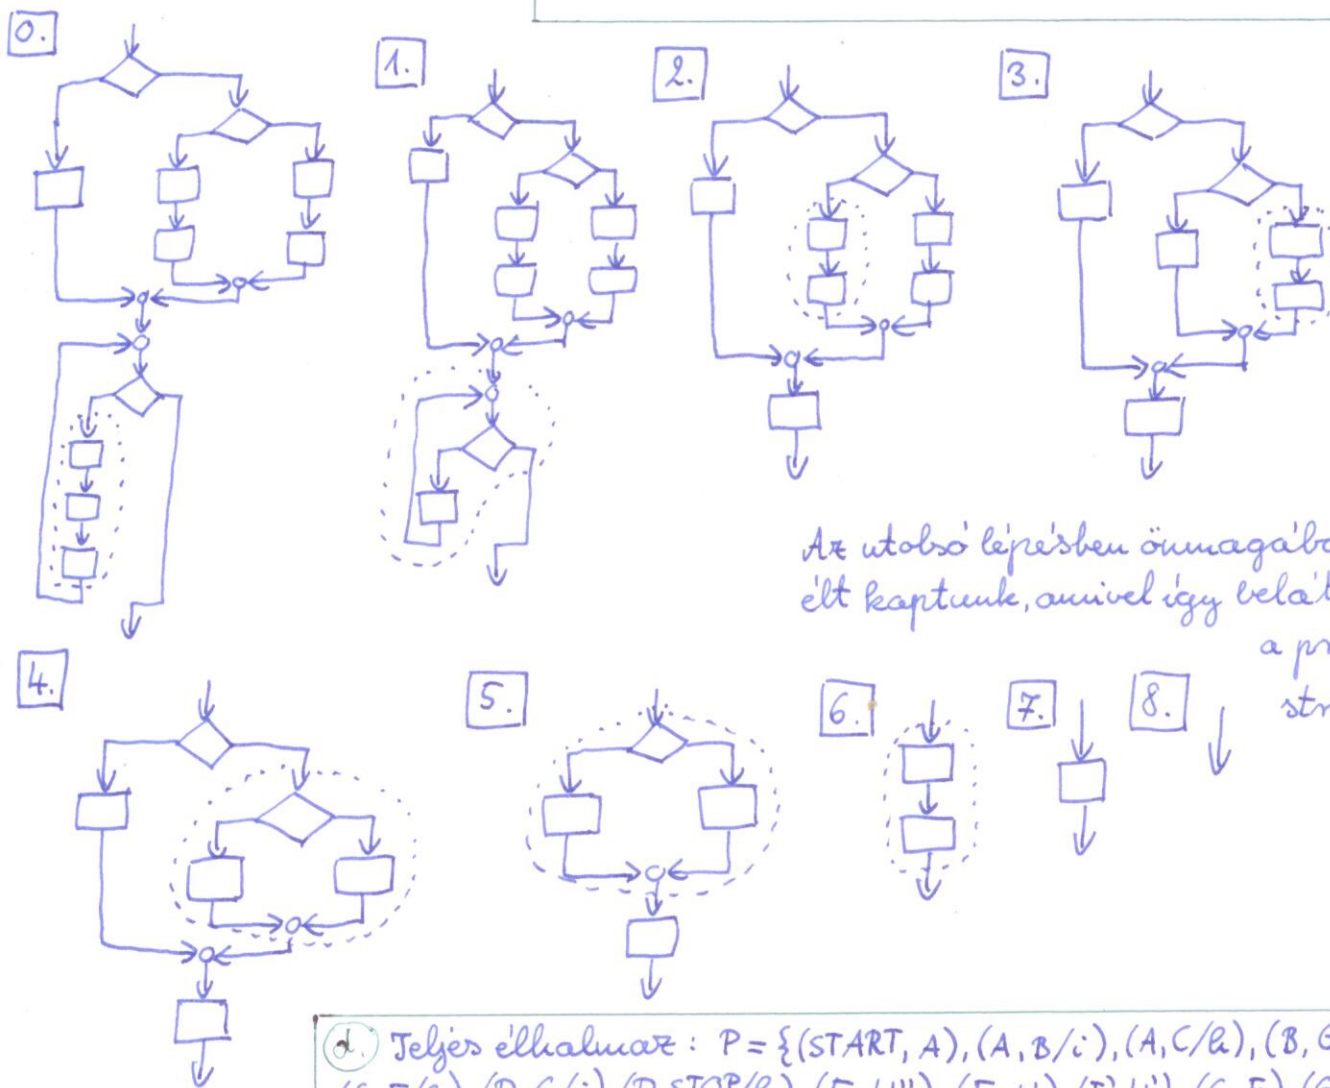 0.
1.
2.
3.
Az utolsó lépésben önmagába
élt kaptunk, amivel így belát
a pr
str
4.
5.
6.
7.
8.
d. Teljes élhalmaz: P = {(START, A), (A, B/i), (A, C/h), (B, G